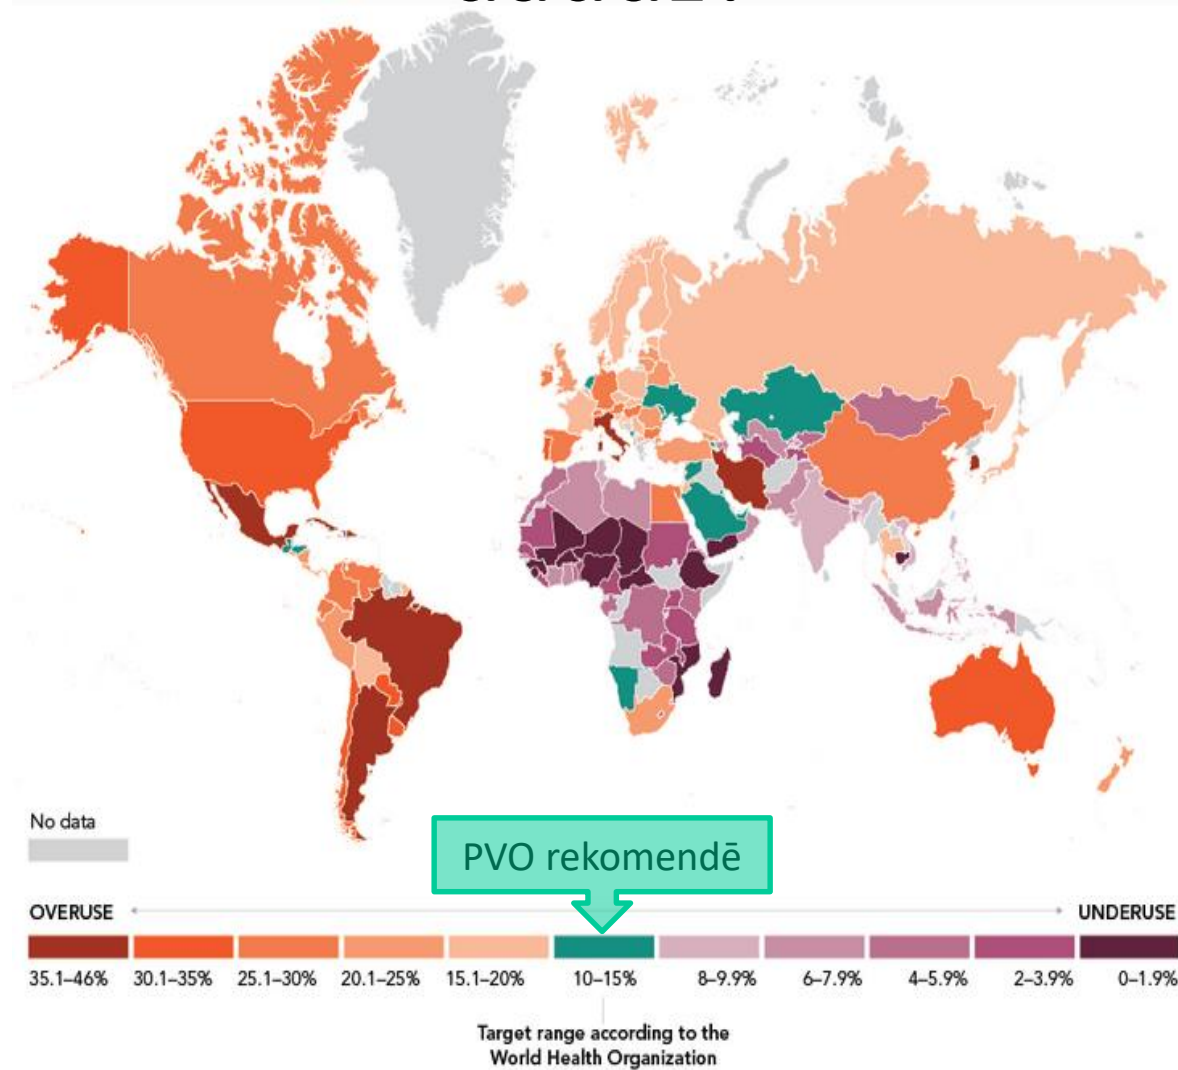 No data
PVO rekomendē
OVERUSE
UNDERUSE
35.1–46%
30.1–35%
25.1–30%
20.1–25%
15.1–20%
10–15%
8–9.9%
6–7.9%
4–5.9%
2–3.9%
0–1.9%
Target range according to the
World Health Organization